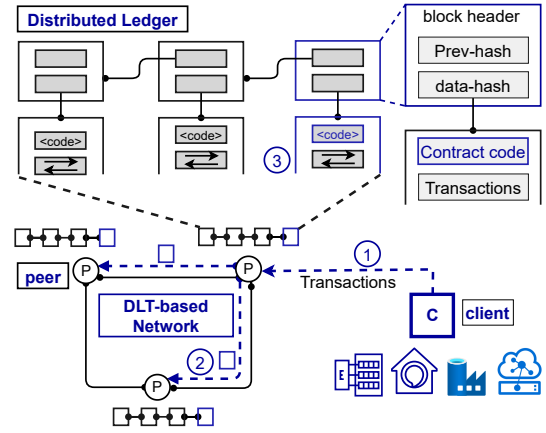 Distributed Ledger
block header
Prev-hash
data-hash
<code>
<code>
<code>
3
Contract code
Transactions
1
P
P
peer
Transactions
DLT-based
Network
C
client
2
P
E